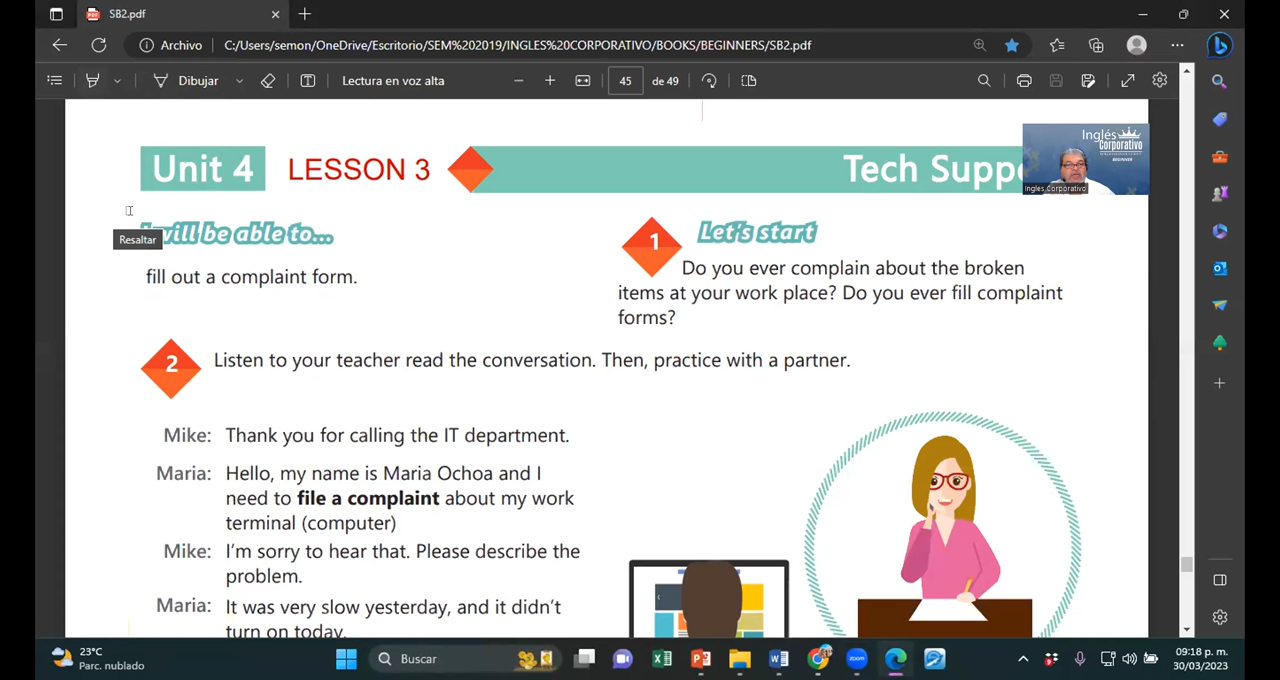 SB2.pdf
Archivo
C:/Users/semon/OneDrive/Escritorio/SEM%202019/INGLES%20CORPORATIVO/BOOKS/BEGINNERS/SB2.pdf
Dibujar
Lectura en voz alta
45
de 49
Unit 4
LESSON 3
Tech Supp
Inglés
Corporativo
BEGINNER
Ingles Corporativo
will be able to...
Resaltar
fill out a complaint form.
1
Let's start
Do you ever complain about the broken
items at your work place? Do you ever fill complaint
forms?
2
Listen to your teacher read the conversation. Then, practice with a partner.
Mike: Thank you for calling the IT department.
Maria: Hello, my name is Maria Ochoa and I
need to file a complaint about my work
terminal (computer)
Mike: I'm sorry to hear that. Please describe the
problem.
Maria: It was very slow yesterday, and it didn't
turn on today.
23°C
Parc. nublado
Buscar
zoom
09:18 p. m.
30/03/2023